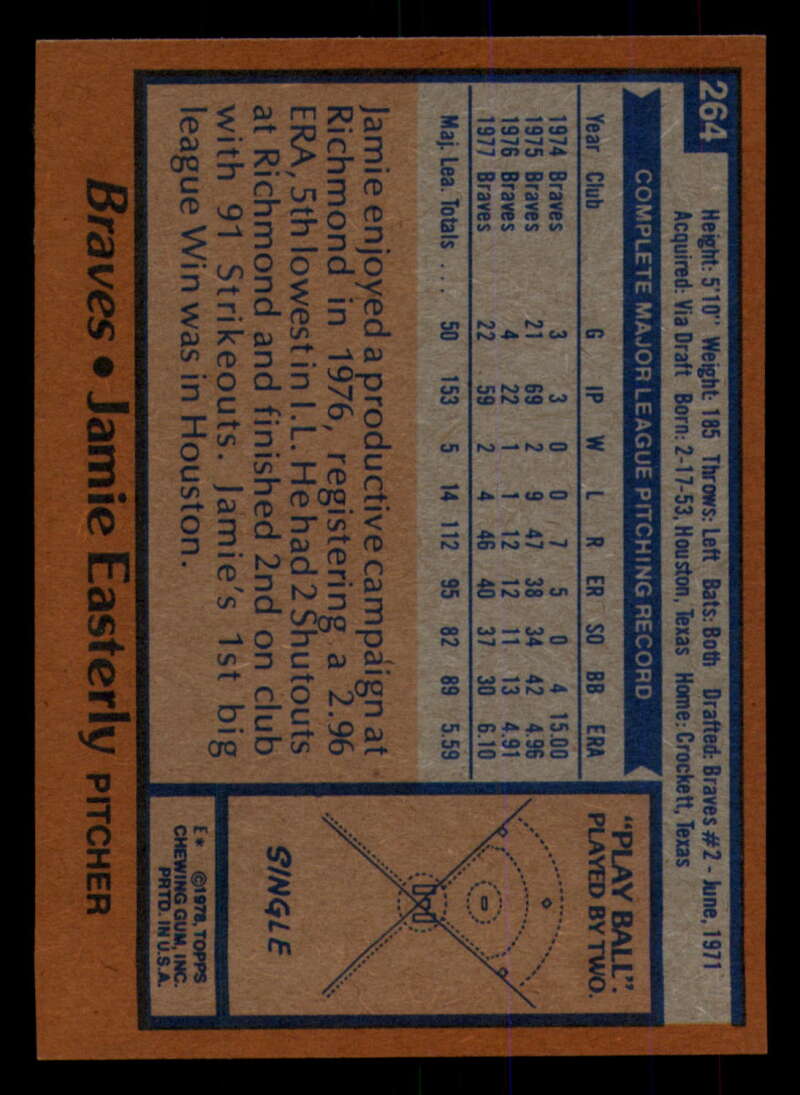 264
Height: 5'10" Weight: 185 Throws: Left Bats: Both Drafted: Braves #2 - June, 1971
Acquired: Via Draft Born: 2-17-53, Houston, Texas Home: Crockett, Texas
COMPLETE MAJOR LEAGUE PITCHING RECORD
Year Club G IP W L R ER SO BB ERA
1974 Braves 3 3 0 0 7 5 0 4 15.00
1975 Braves 21 69 2 9 47 38 34 42 4.96
1976 Braves 4 22 1 1 12 12 11 13 4.91
1977 Braves 22 59 2 4 46 40 37 30 6.10
Maj. Lea. Totals .... 50 153 5 14 112 95 82 89 5.59
Jamie enjoyed a productive campaign at
Richmond in 1976, registering a 2.96
ERA, 5th lowest in I.L. He had 2 Shutouts
at Richmond and finished 2nd on club
with 91 Strikeouts. Jamie's 1st big
league Win was in Houston.
"PLAY BALL".
PLAYED BY TWO.
SINGLE
E* ©1978, TOPPS
CHEWING GUM, INC.
PRTD. IN U.S.A.
Braves • Jamie Easterly PITCHER